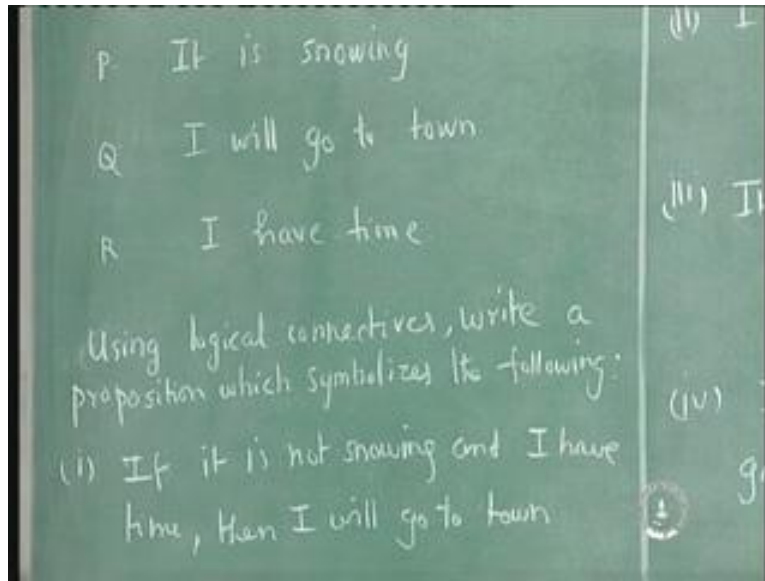 P It is snowing
Q I will go to town
R I have time
Using logical connectives, write a
proposition which symbolizes the following:
(i) If it is not snowing and I have
time, then I will go to town
(ii) I
(iii) It
(iv)
g